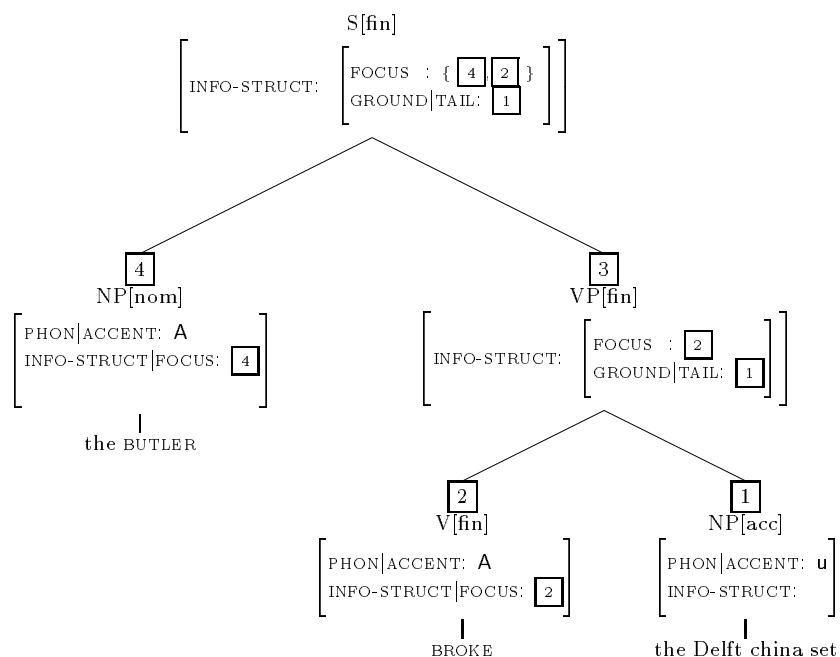 S[fin]
INFO-STRUCT: FOCUS : { 4 , 2 }
GROUND|TAIL: 1
4
NP[nom]
PHON|ACCENT: A
INFO-STRUCT|FOCUS: 4
the BUTLER
3
VP[fin]
INFO-STRUCT: FOCUS : 2
GROUND|TAIL: 1
2
V[fin]
PHON|ACCENT: A
INFO-STRUCT|FOCUS: 2
BROKE
1
NP[acc]
PHON|ACCENT: u
INFO-STRUCT:
the Delft china set